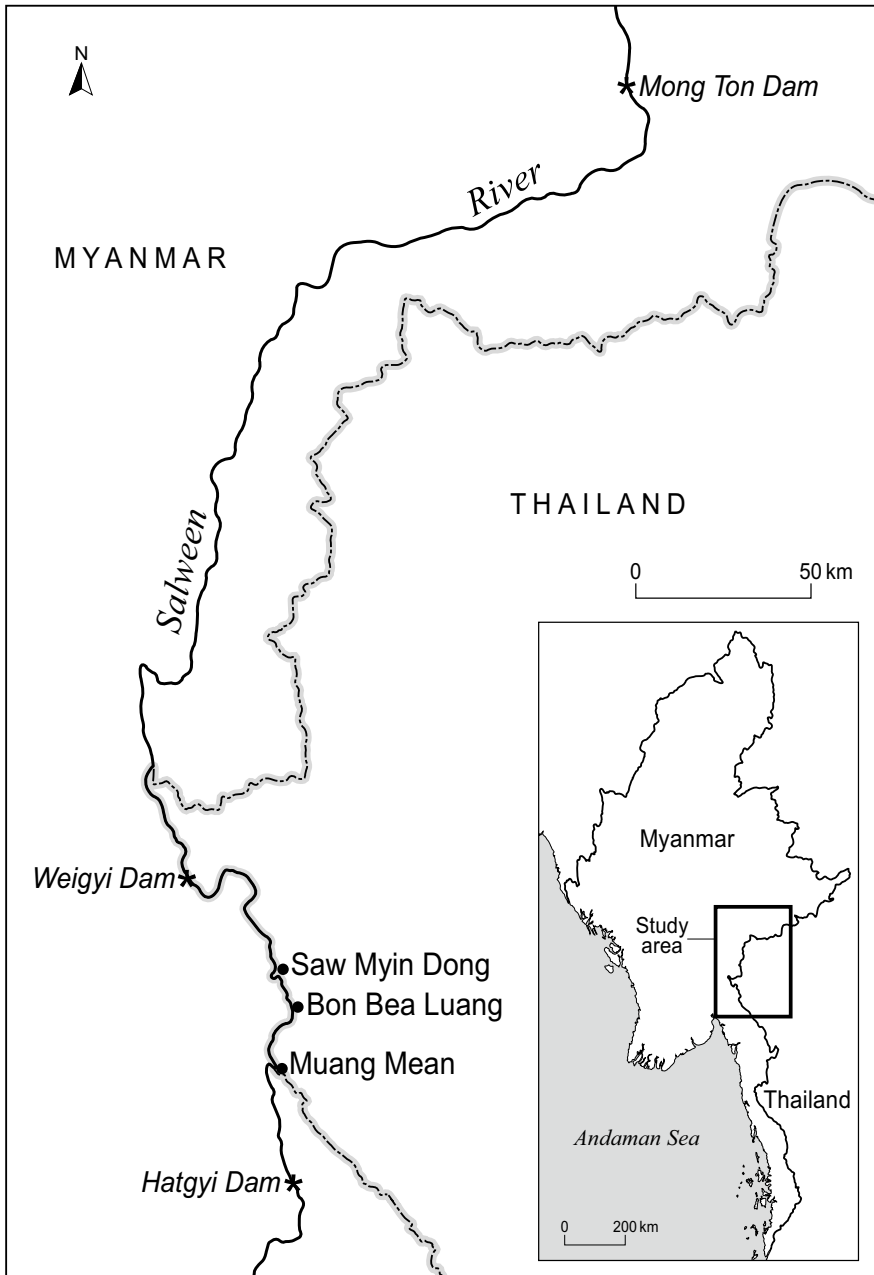 N
Mong Ton Dam
River
MYANMAR
THAILAND
Salween
0 50 km
Weigyi Dam
Saw Myin Dong
Bon Bea Luang
Muang Mean
Hatgyi Dam
Myanmar
Study
area
Thailand
Andaman Sea
0 200 km